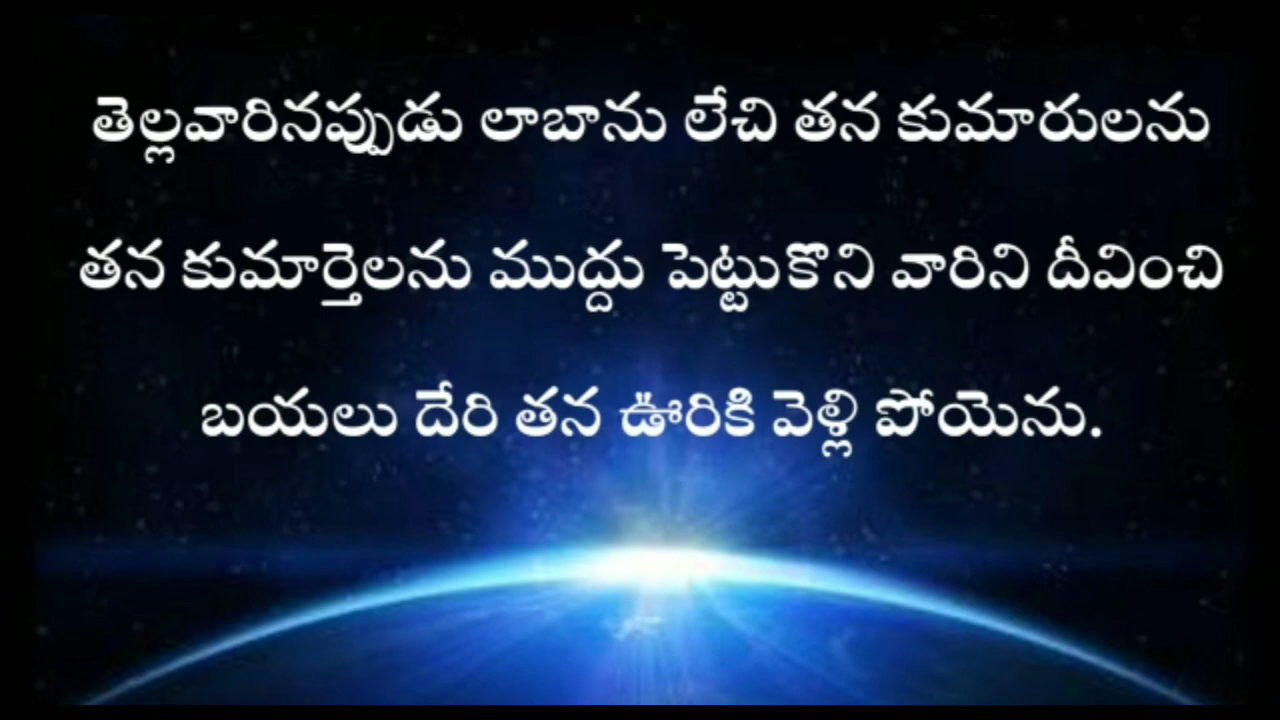 తెల్లవారినప్పుడు లాబాను లేచి తన కుమారులను
తన కుమార్తెలను ముద్దు పెట్టుకొని వారిని దీవించి
బయలు దేరి తన ఊరికి వెళ్లి పోయెను.